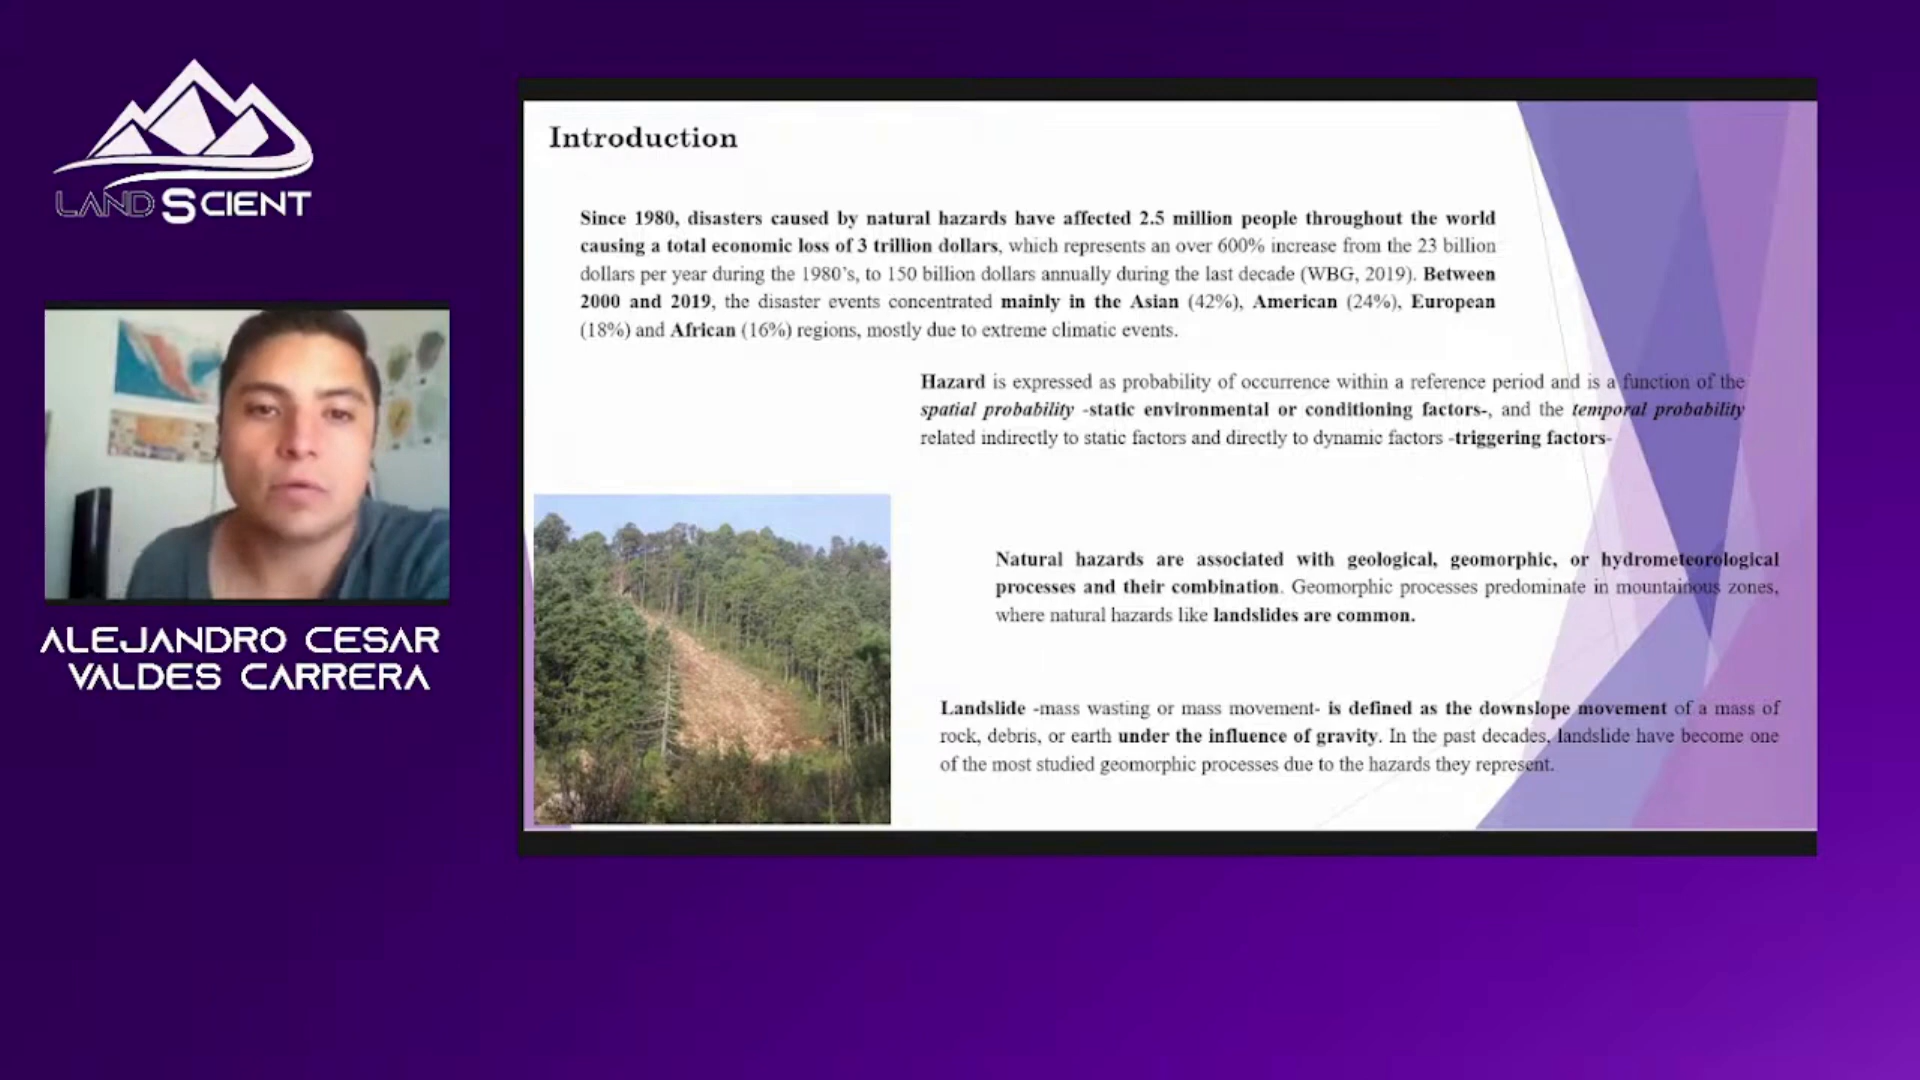 LANDSCIENT
ALEJANDRO CESAR
VALDES CARRERA
Introduction
Since 1980, disasters caused by natural hazards have affected 2.5 million people throughout the world
causing a total economic loss of 3 trillion dollars, which represents an over 600% increase from the 23 billion
dollars per year during the 1980’s, to 150 billion dollars annually during the last decade (WBG, 2019). Between
2000 and 2019, the disaster events concentrated mainly in the Asian (42%), American (24%), European
(18%) and African (16%) regions, mostly due to extreme climatic events.
Hazard is expressed as probability of occurrence within a reference period and is a function of the
spatial probability -static environmental or conditioning factors-, and the temporal probability
related indirectly to static factors and directly to dynamic factors -triggering factors-
Natural hazards are associated with geological, geomorphic, or hydrometeorological
processes and their combination. Geomorphic processes predominate in mountainous zones,
where natural hazards like landslides are common.
Landslide -mass wasting or mass movement- is defined as the downslope movement of a mass of
rock, debris, or earth under the influence of gravity. In the past decades, landslide have become one
of the most studied geomorphic processes due to the hazards they represent.